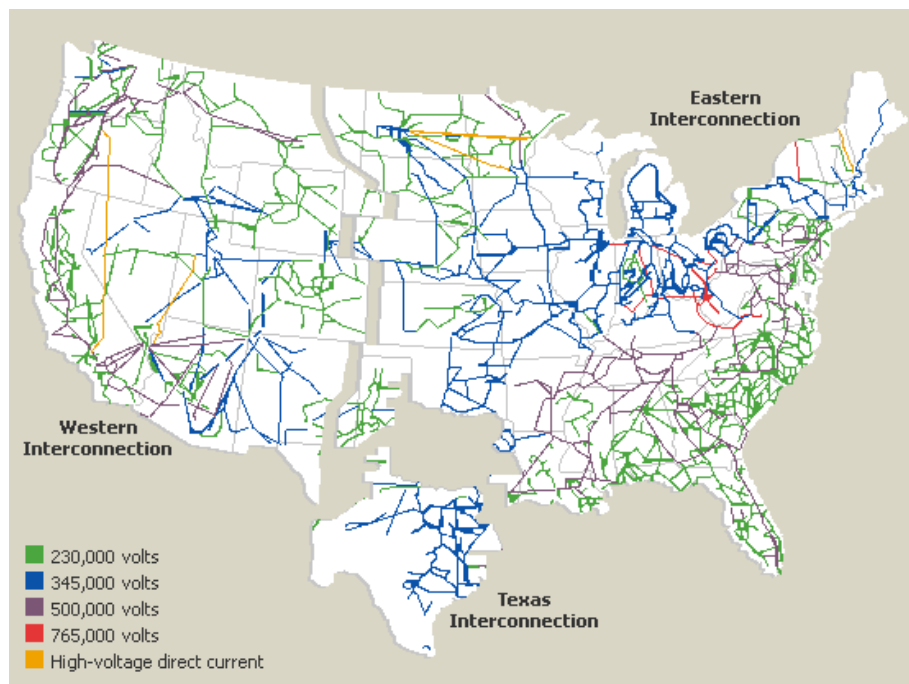 Eastern
Interconnection
Western
Interconnection
Texas
Interconnection
230,000 volts
345,000 volts
500,000 volts
765,000 volts
High-voltage direct current